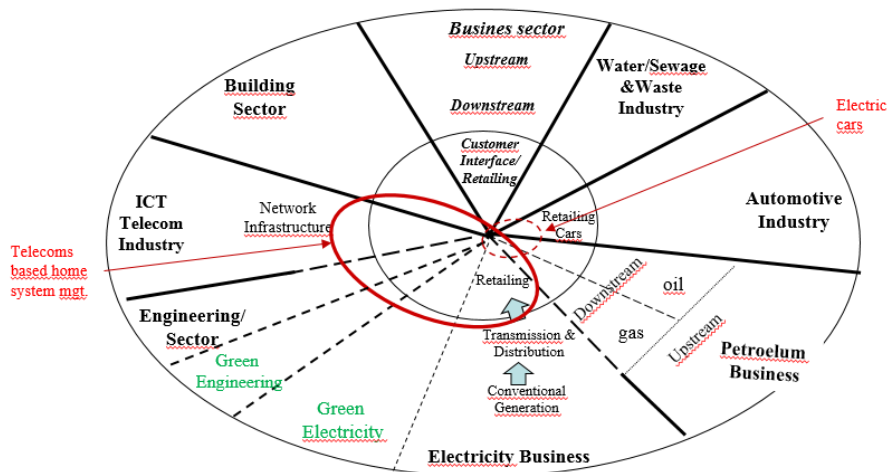 Busines sector
Upstream
Downstream
Customer
Interface/
Retailing
Building
Sector
Water/Sewage
&Waste
Industry
Electric
cars
ICT
Telecom
Industry
Network
Infrastructure
Retailing
Cars
Automotive
Industry
Telecoms
based home
system mgt.
Retailing
Downstream
oil
gas
Upstream
Petroelum
Business
Engineering/
Sector
Green
Engineering
Green
Electricity
Transmission &
Distribution
Conventional
Generation
Electricity Business